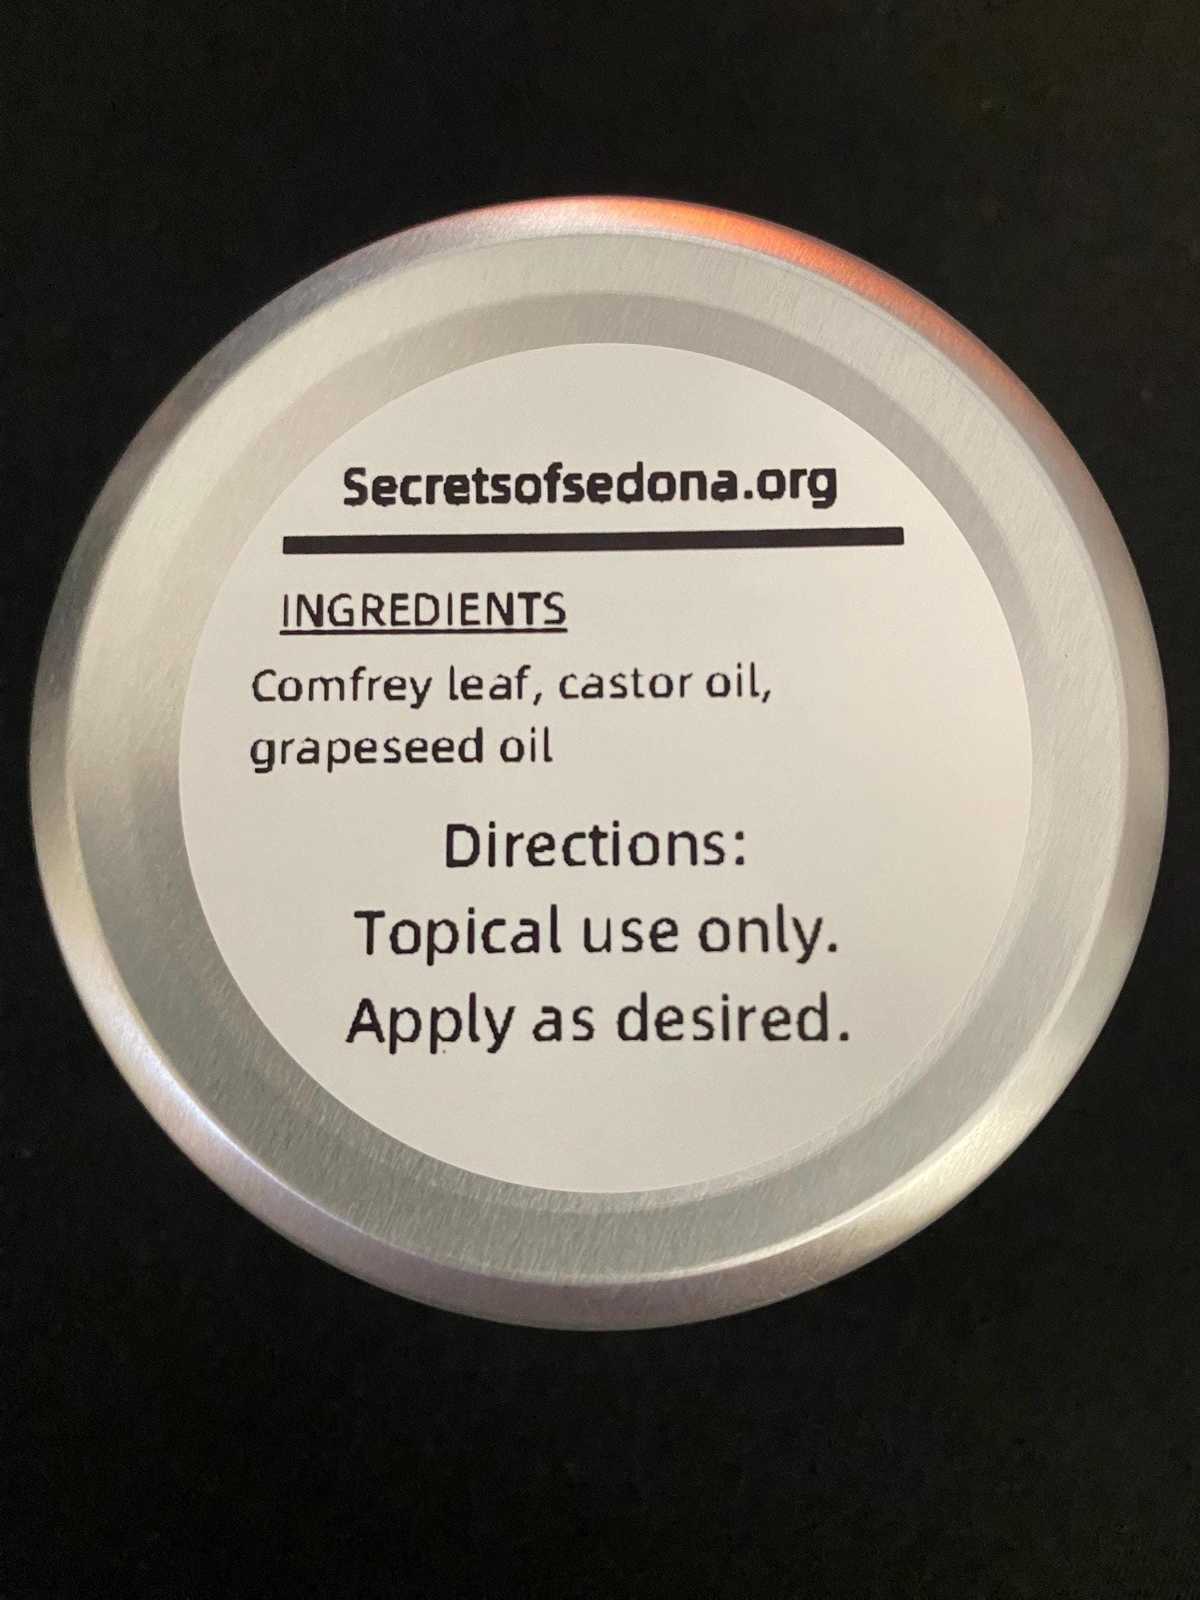 Secretsofsedona.org
INGREDIENTS
Comfrey leaf, castor oil,
grapeseed oil
Directions:
Topical use only.
Apply as desired.